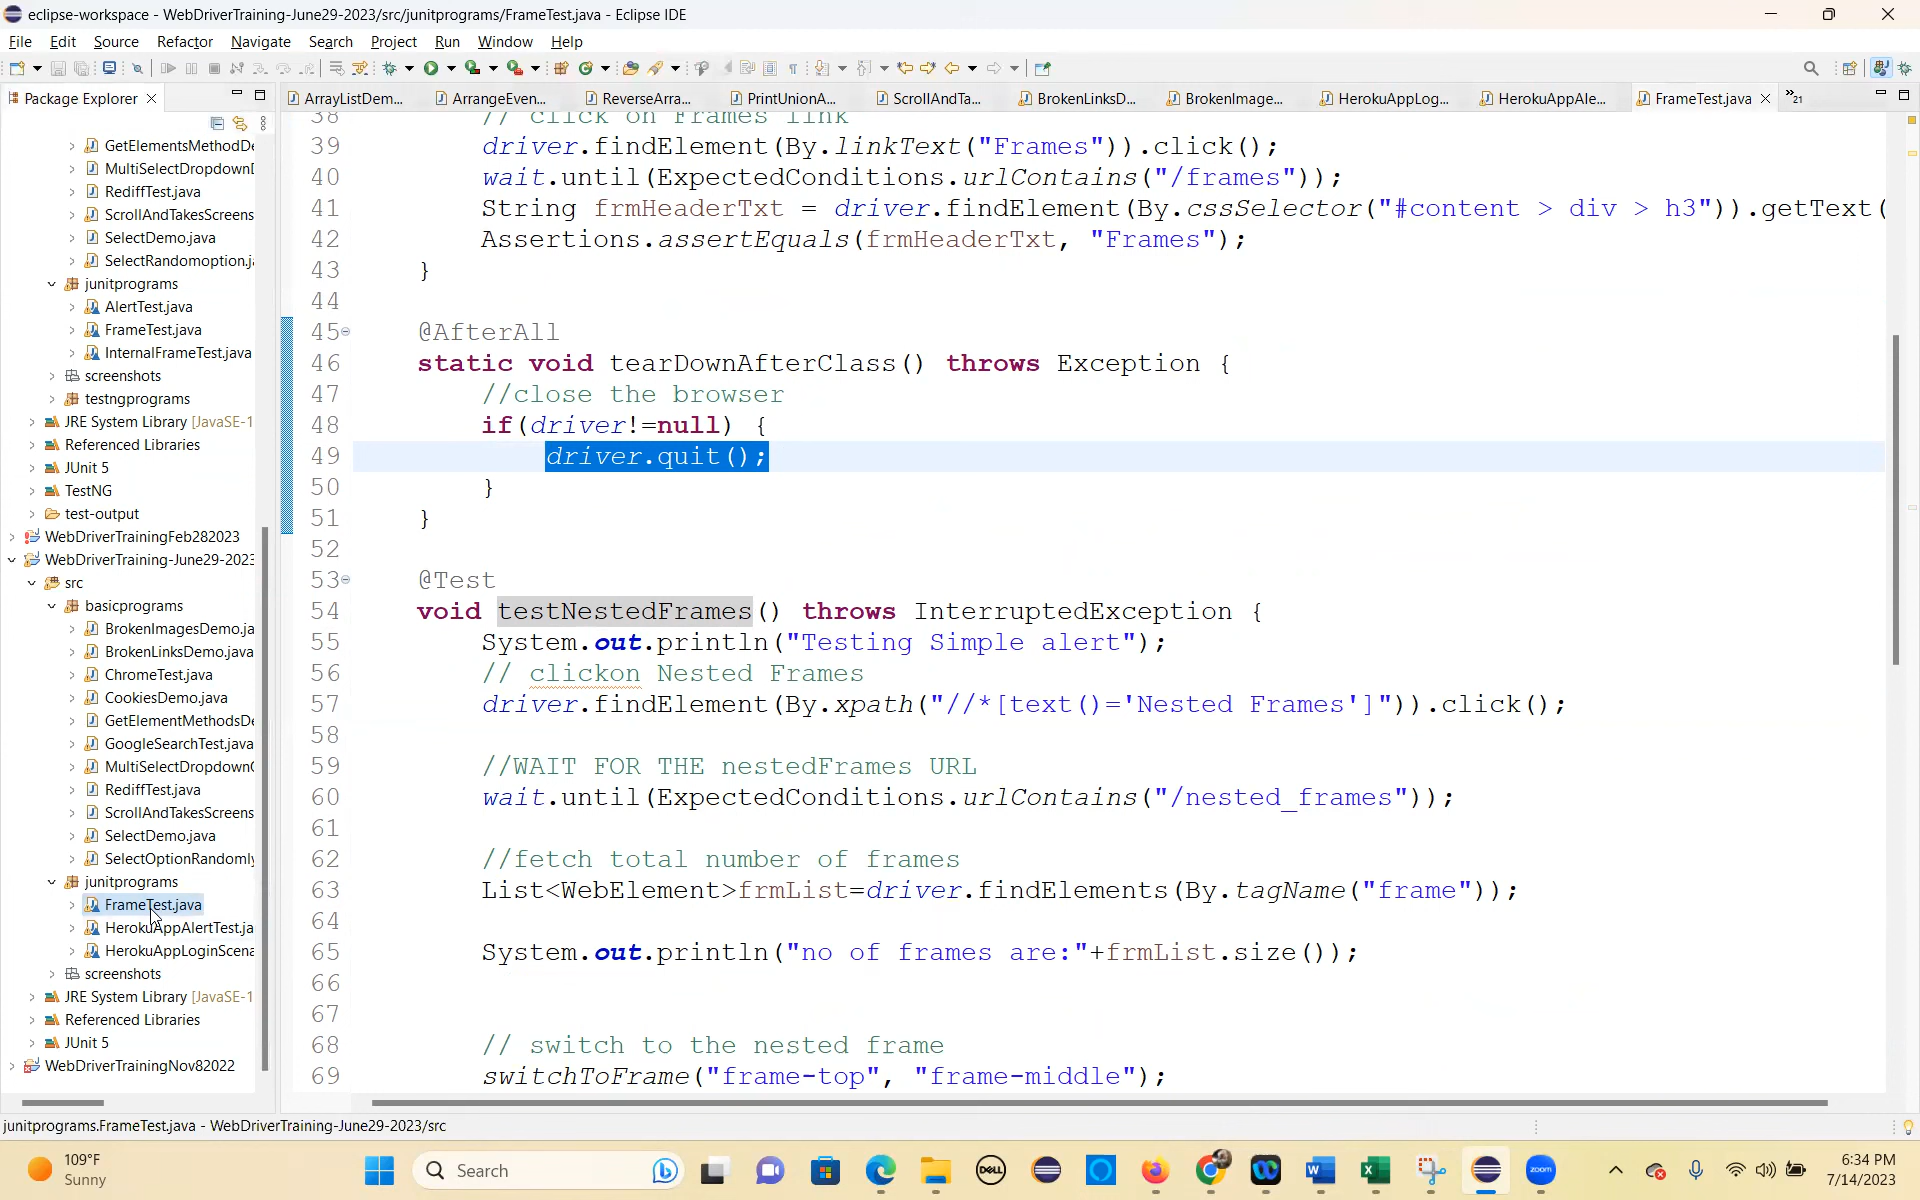 eclipse-workspace - WebDriverTraining-June29-2023/src/junitprograms/FrameTest.java - Eclipse IDE
File Edit Source Refactor Navigate Search Project Run Window Help
Package Explorer
ArrayListDem... ArrangeEven... ReverseArra... PrintUnionA... ScrollAndTa... BrokenLinksD... BrokenImage... HerokuAppLog... HerokuAppAle... FrameTest.java 21
GetElementsMethodDe
MultiSelectDropdownD
RediffTest.java
ScrollAndTakesScreens
SelectDemo.java
SelectRandomoption.ja
junitprograms
AlertTest.java
FrameTest.java
InternalFrameTest.java
screenshots
testngprograms
JRE System Library [JavaSE-1
Referenced Libraries
JUnit 5
TestNG
test-output
WebDriverTrainingFeb282023
WebDriverTraining-June29-2023
src
basicprograms
BrokenImagesDemo.ja
BrokenLinksDemo.java
ChromeTest.java
CookiesDemo.java
GetElementMethodsDe
GoogleSearchTest.java
MultiSelectDropdown
RediffTest.java
ScrollAndTakesScreens
SelectDemo.java
SelectOptionRandomly
junitprograms
FrameTest.java
HerokuAppAlertTest.ja
HerokuAppLoginScena
screenshots
JRE System Library [JavaSE-1
Referenced Libraries
JUnit 5
WebDriverTrainingNov82022
38 // click on Frames link
39 driver.findElement(By.linkText("Frames")).click();
40 wait.until(ExpectedConditions.urlContains("/frames"));
41 String frmHeaderTxt = driver.findElement(By.cssSelector("#content > div > h3")).getText(
42 Assertions.assertEquals(frmHeaderTxt, "Frames");
43 }
44
45 @AfterAll
46 static void tearDownAfterClass() throws Exception {
47 //close the browser
48 if(driver!=null) {
49 driver.quit();
50 }
51 }
52
53 @Test
54 void testNestedFrames() throws InterruptedException {
55 System.out.println("Testing Simple alert");
56 // clickon Nested Frames
57 driver.findElement(By.xpath("//*[text()='Nested Frames']")).click();
58
59 //WAIT FOR THE nestedFrames URL
60 wait.until(ExpectedConditions.urlContains("/nested_frames"));
61
62 //fetch total number of frames
63 List<WebElement>frmList=driver.findElements(By.tagName("frame"));
64
65 System.out.println("no of frames are:"+frmList.size());
66
67
68 // switch to the nested frame
69 switchToFrame("frame-top", "frame-middle");
junitprograms.FrameTest.java - WebDriverTraining-June29-2023/src
109°F
Sunny
Search
DELL
zoom
6:34 PM
7/14/2023